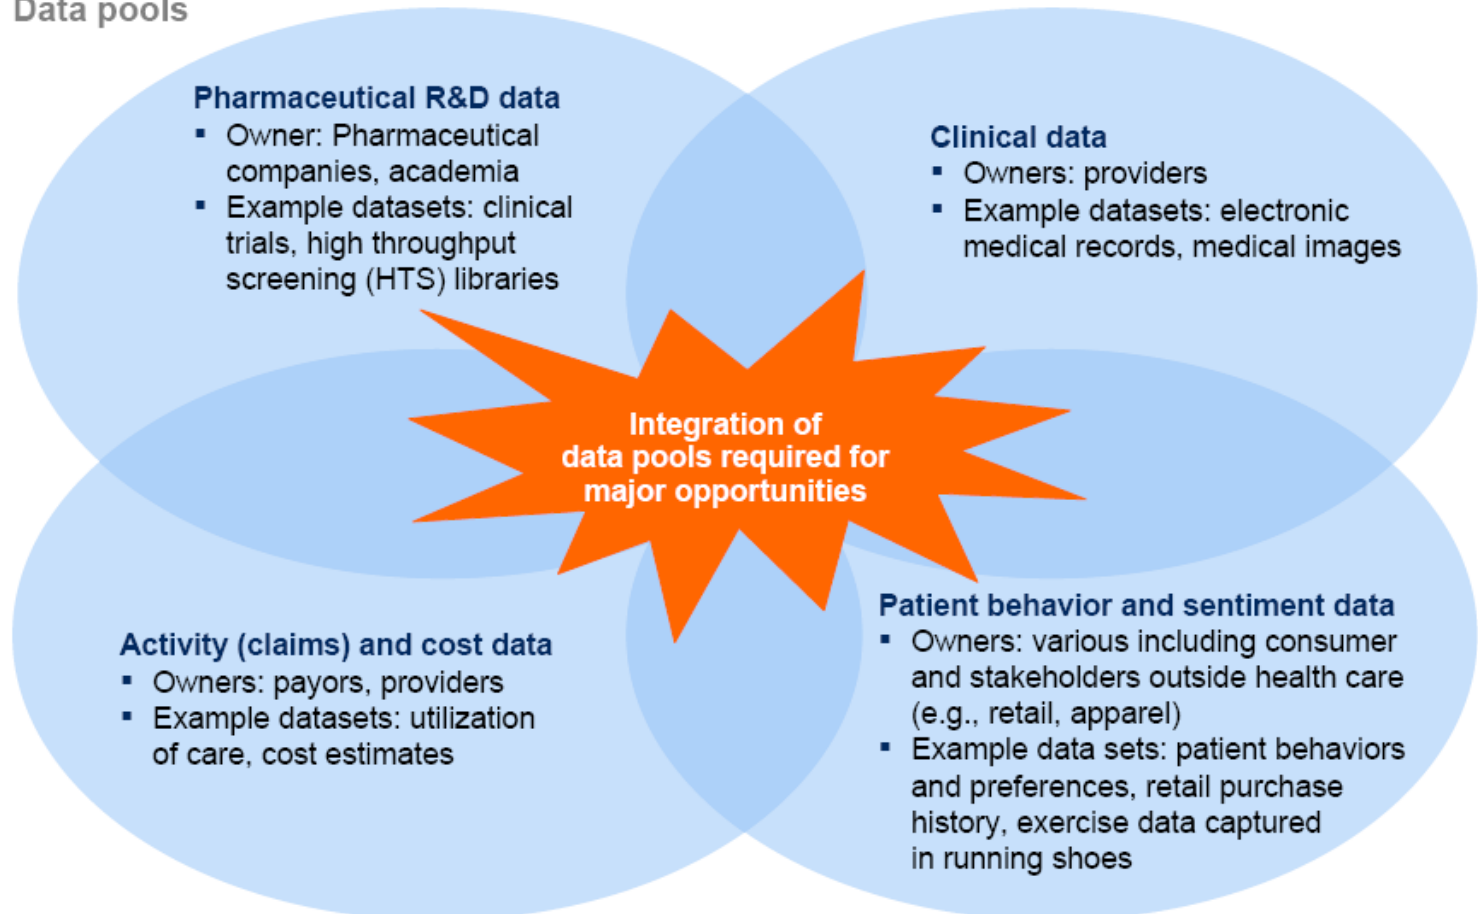 Data pools
Pharmaceutical R&D data
▪ Owner: Pharmaceutical
companies, academia
▪ Example datasets: clinical
trials, high throughput
screening (HTS) libraries
Clinical data
▪ Owners: providers
▪ Example datasets: electronic
medical records, medical images
Integration of
data pools required for
major opportunities
Activity (claims) and cost data
▪ Owners: payors, providers
▪ Example datasets: utilization
of care, cost estimates
Patient behavior and sentiment data
▪ Owners: various including consumer
and stakeholders outside health care
(e.g., retail, apparel)
▪ Example data sets: patient behaviors
and preferences, retail purchase
history, exercise data captured
in running shoes